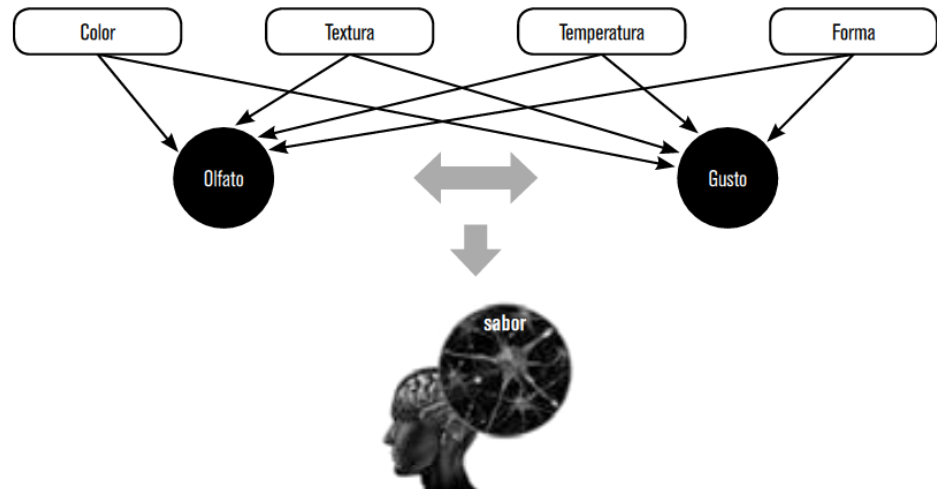 Color
Textura
Temperatura
Forma
Olfato
Gusto
sabor